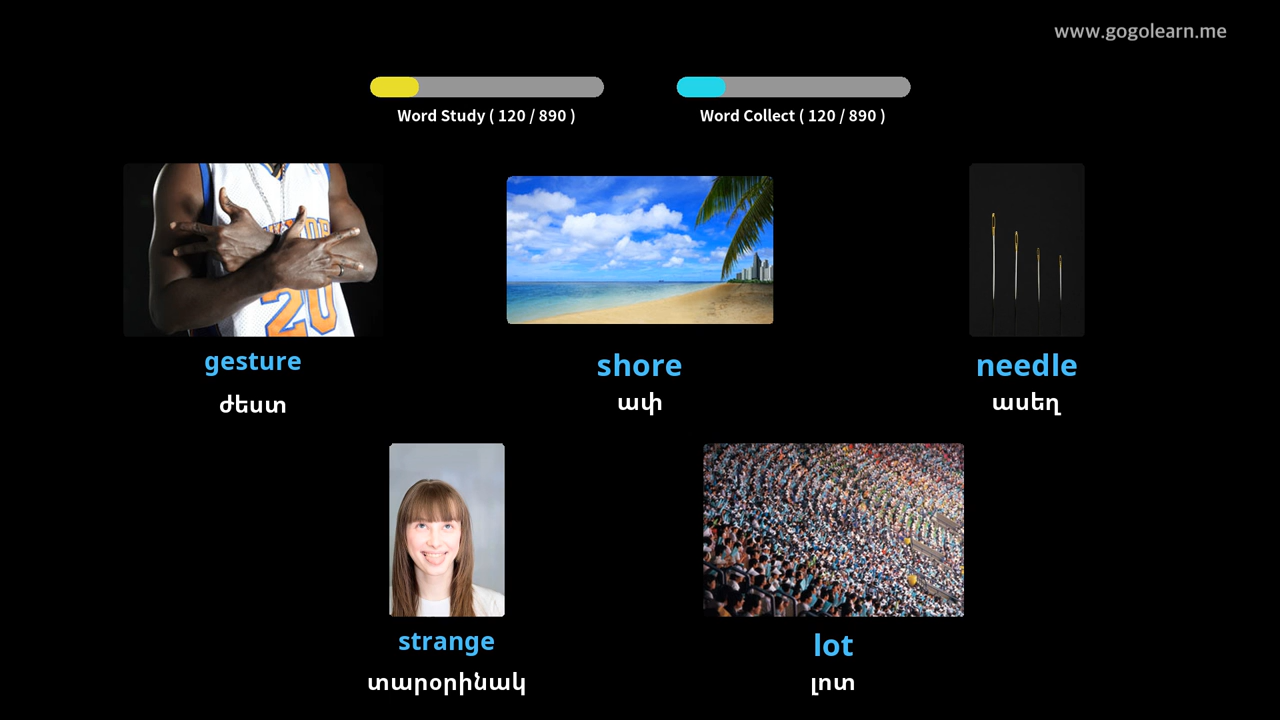 www.gogolearn.me
Word Study ( 120 / 890 )
Word Collect ( 120 / 890 )
20
gesture
ժեստ
shore
ափ
needle
ասեղ
strange
տարօրինակ
lot
լոտ